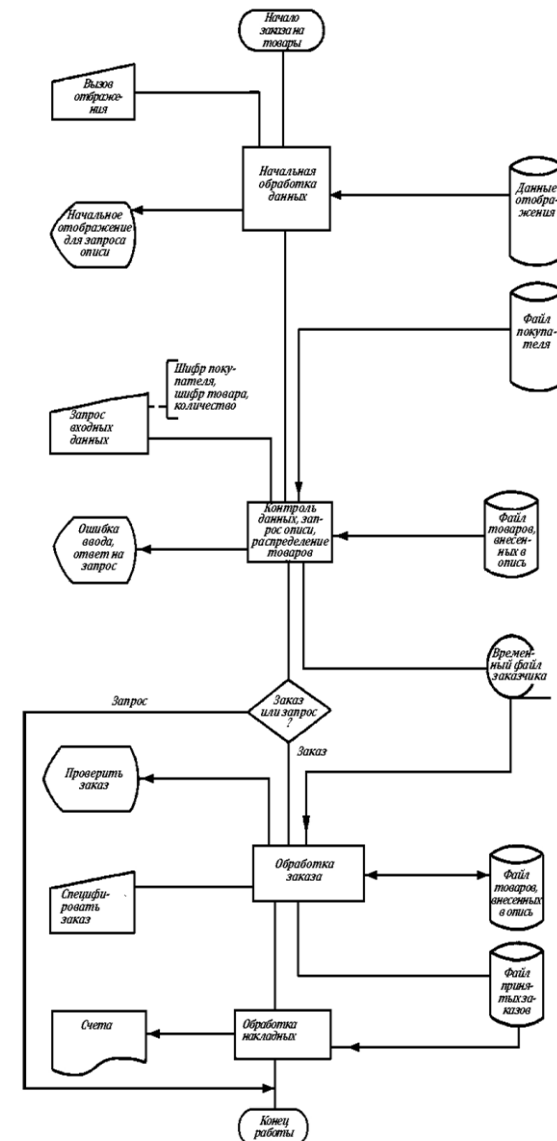 Начало
заказа на
товары
Вызов
отображе-
ния
Начальная
обработка
данных
Данные
отобра-
жения
Начальное
отображение
для запроса
описи
Файл
покупа-
теля
Шифр поку-
пателя,
шифр товара,
количество
Запрос
входных
данных
Контроль
данных, зап-
рос описи,
распределение
товаров
Ошибка
ввода,
ответ на
запрос
Файл
товаров,
внесен-
ных в
опись
Времен-
ный файл
заказчика
Запрос
Заказ
или запрос
?
Заказ
Проверить
заказ
Обработка
заказа
Файл
товаров,
внесенных
в опись
Специфи-
ровать
заказ
Файл
приня-
тых за-
казов
Счета
Обработка
накладных
Конец
работы